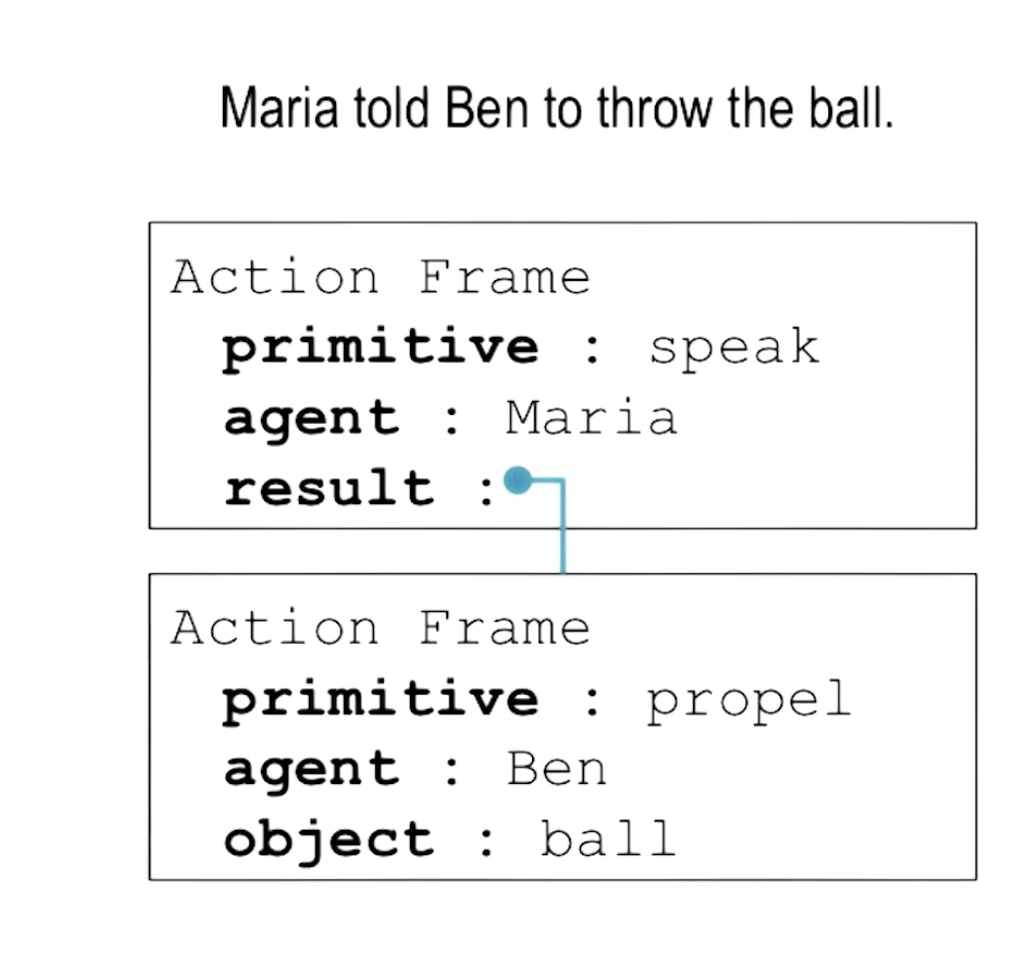 Maria told Ben to throw the ball.
Action Frame
primitive : speak
agent : Maria
result :
Action Frame
primitive : propel
agent : Ben
object : ball